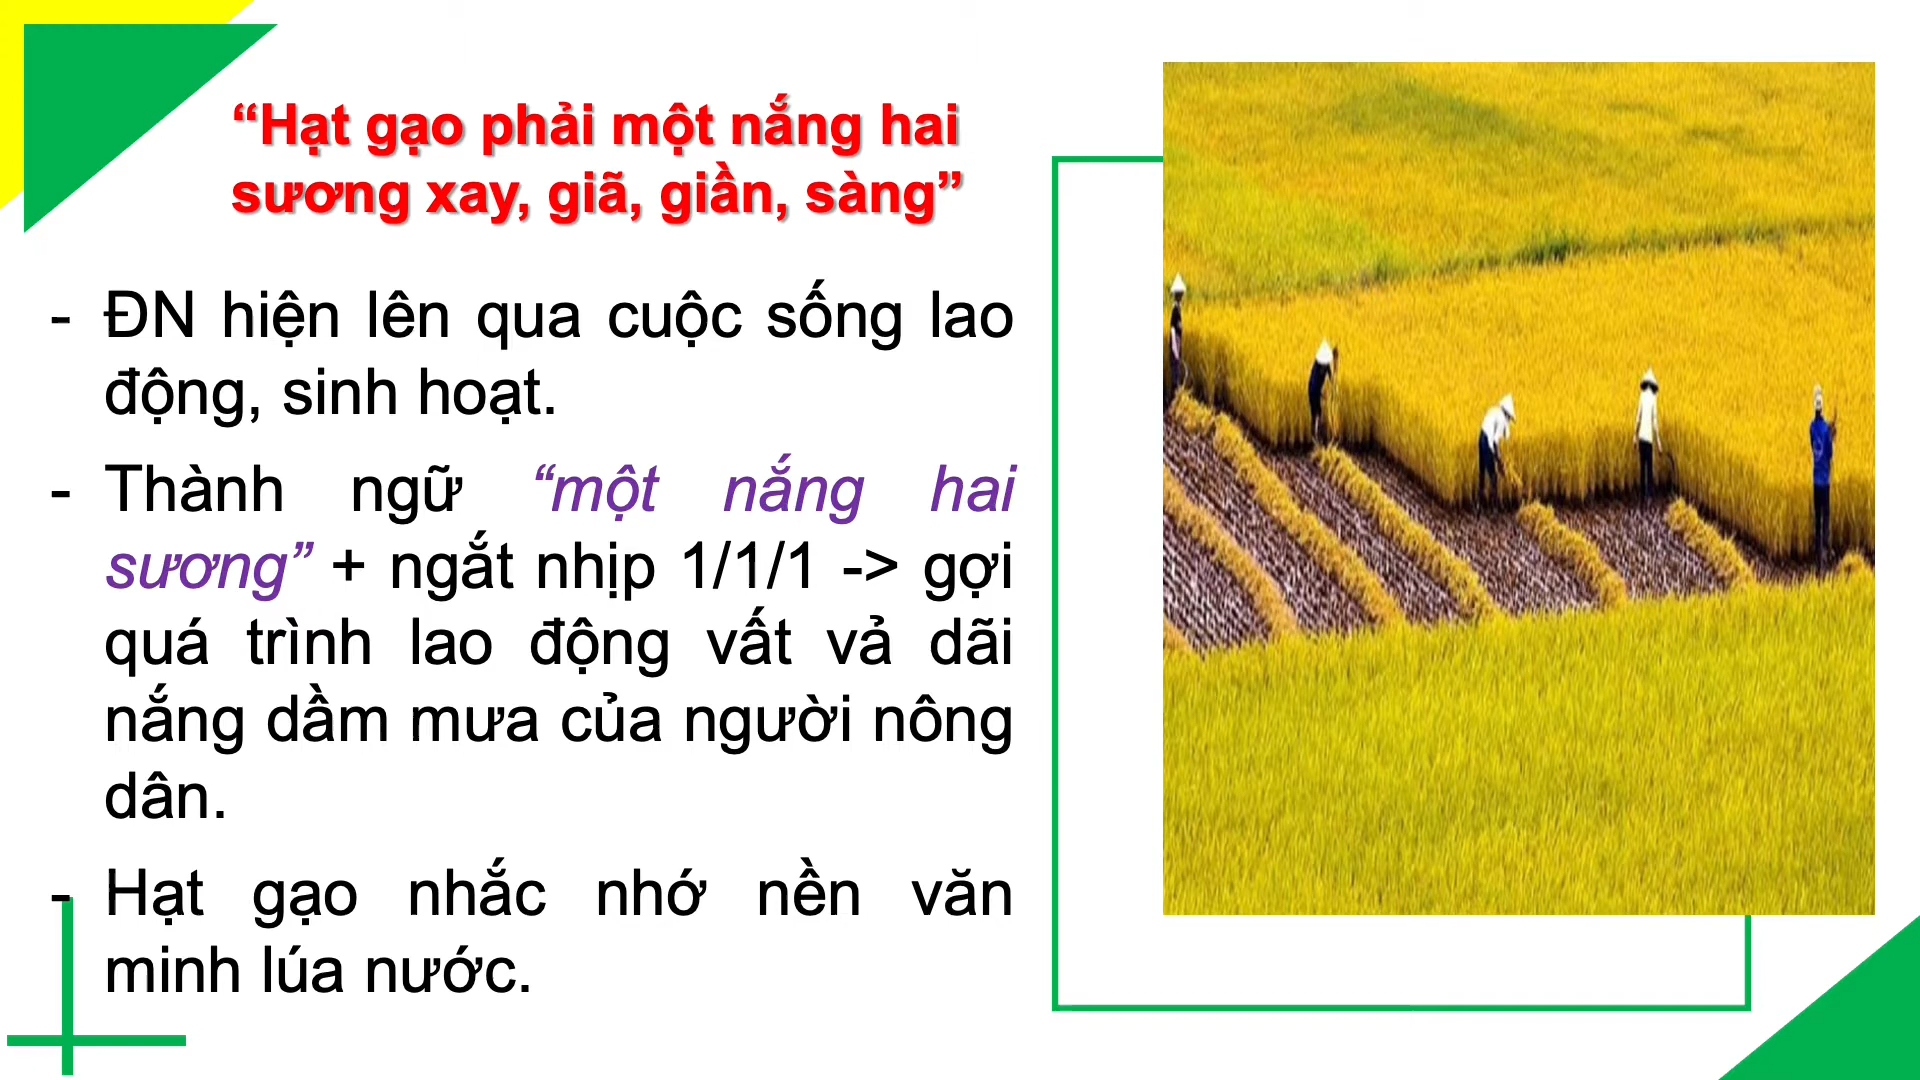 “Hạt gạo phải một nắng hai
sương xay, giã, giần, sàng”
- ĐN hiện lên qua cuộc sống lao
động, sinh hoạt.
- Thành ngữ “một nắng hai
sương” + ngắt nhịp 1/1/1 -> gợi
quá trình lao động vất vả dãi
nắng dầm mưa của người nông
dân.
- Hạt gạo nhắc nhớ nền văn
minh lúa nước.